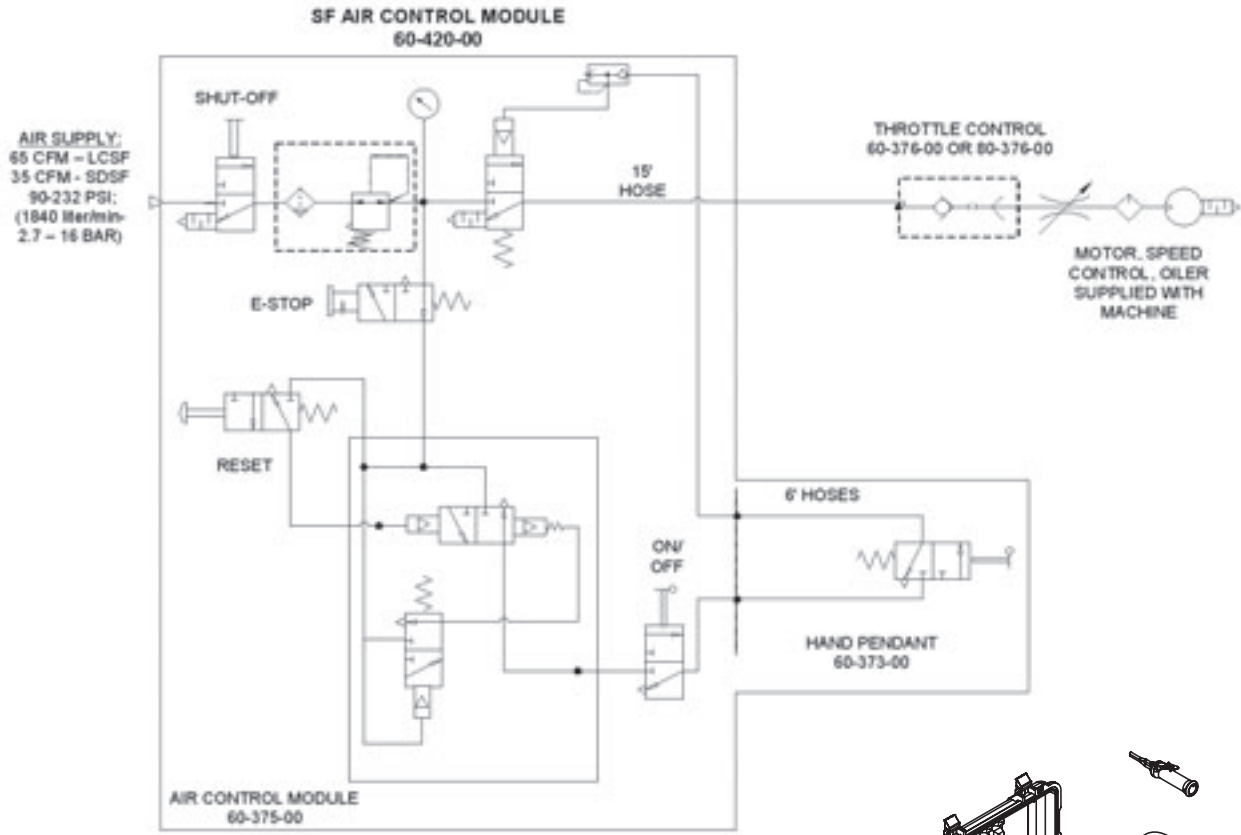 SF AIR CONTROL MODULE
60-420-00
SHUT-OFF
AIR SUPPLY:
65 CFM – LCSF
35 CFM - SDSF
90-232 PSI;
(1840 liter/min-
2.7 – 16 BAR)
15'
HOSE
THROTTLE CONTROL
60-376-00 OR 80-376-00
MOTOR, SPEED
CONTROL, OILER
SUPPLIED WITH
MACHINE
E-STOP
RESET
6' HOSES
ON/
OFF
HAND PENDANT
60-373-00
AIR CONTROL MODULE
60-375-00